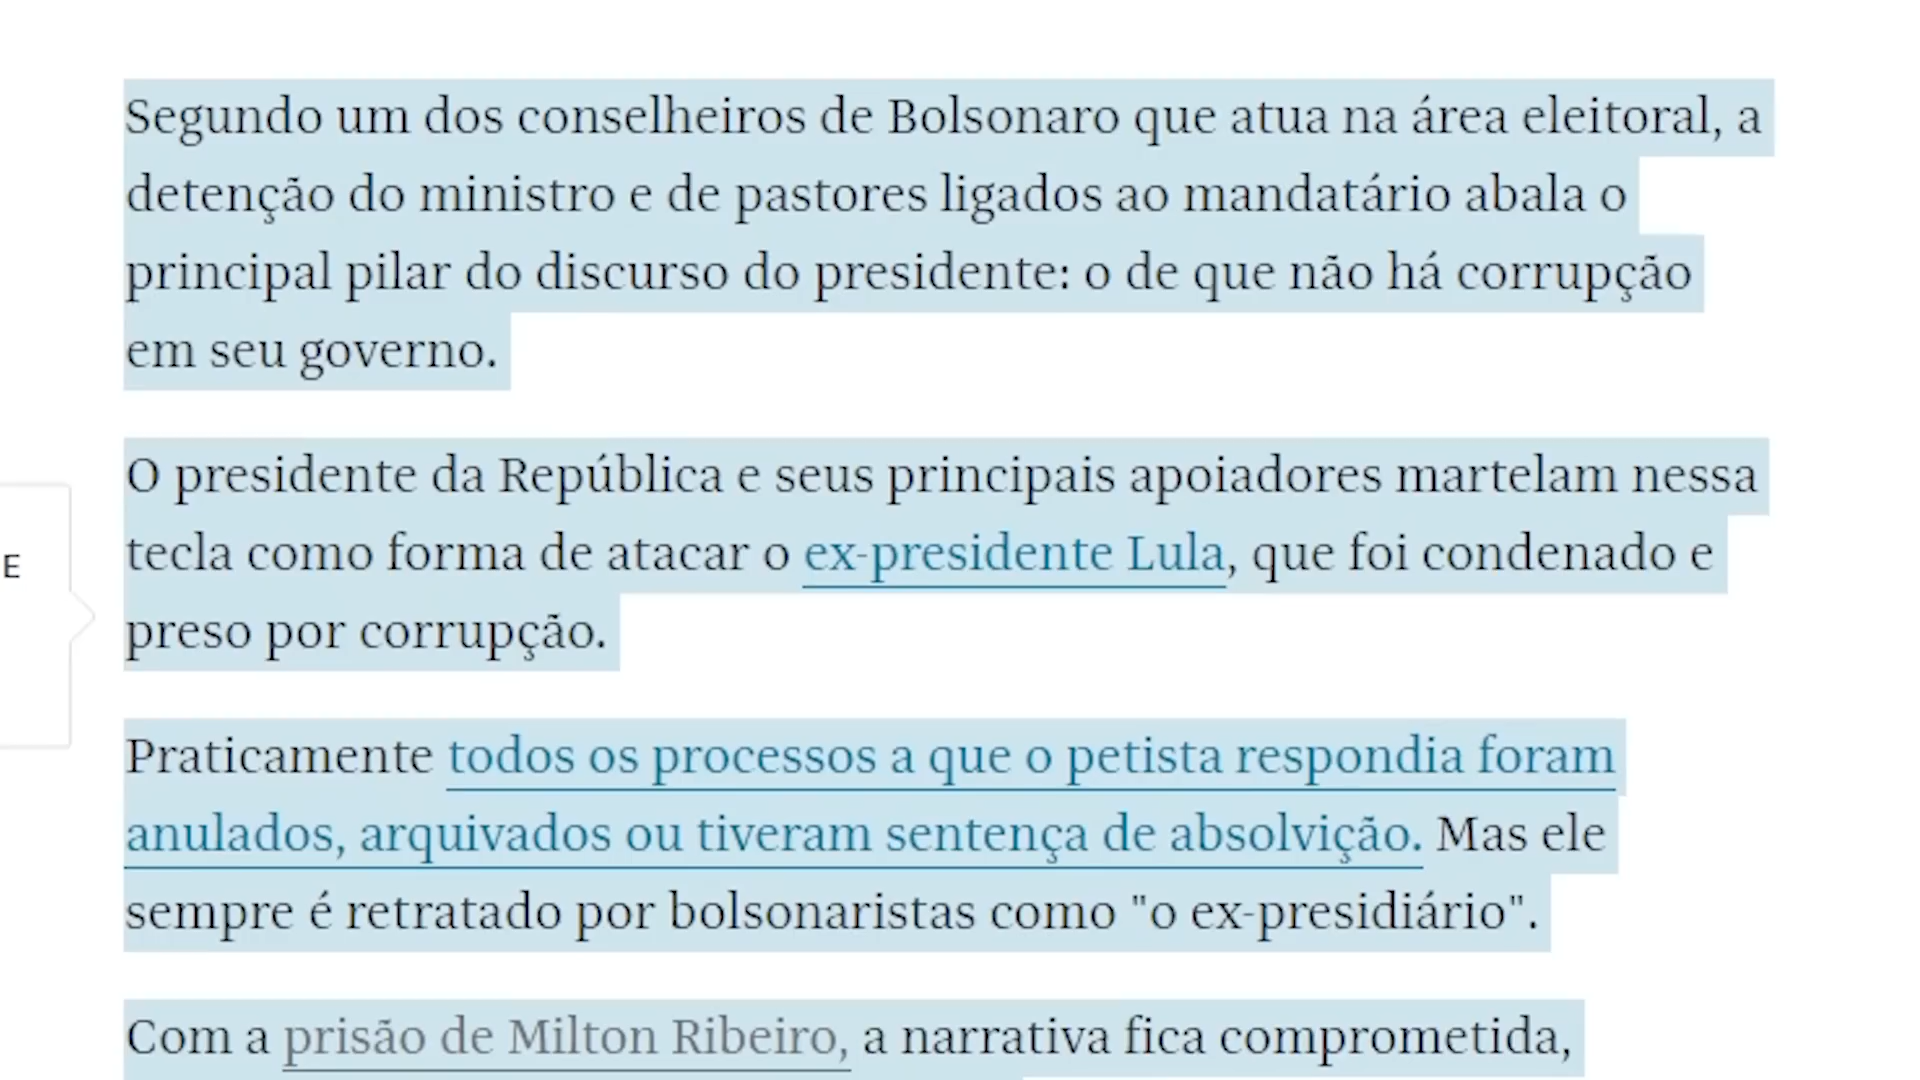 Segundo um dos conselheiros de Bolsonaro que atua na área eleitoral, a
detenção do ministro e de pastores ligados ao mandatário abala o
principal pilar do discurso do presidente: o de que não há corrupção
em seu governo.
O presidente da República e seus principais apoiadores martelam nessa
tecla como forma de atacar o ex-presidente Lula, que foi condenado e
E
preso por corrupção.
Praticamente todos os processos a que o petista respondia foram
anulados, arquivados ou tiveram sentença de absolvição. Mas ele
sempre é retratado por bolsonaristas como "o ex-presidiário".
Com a prisão de Milton Ribeiro, a narrativa fica comprometida,